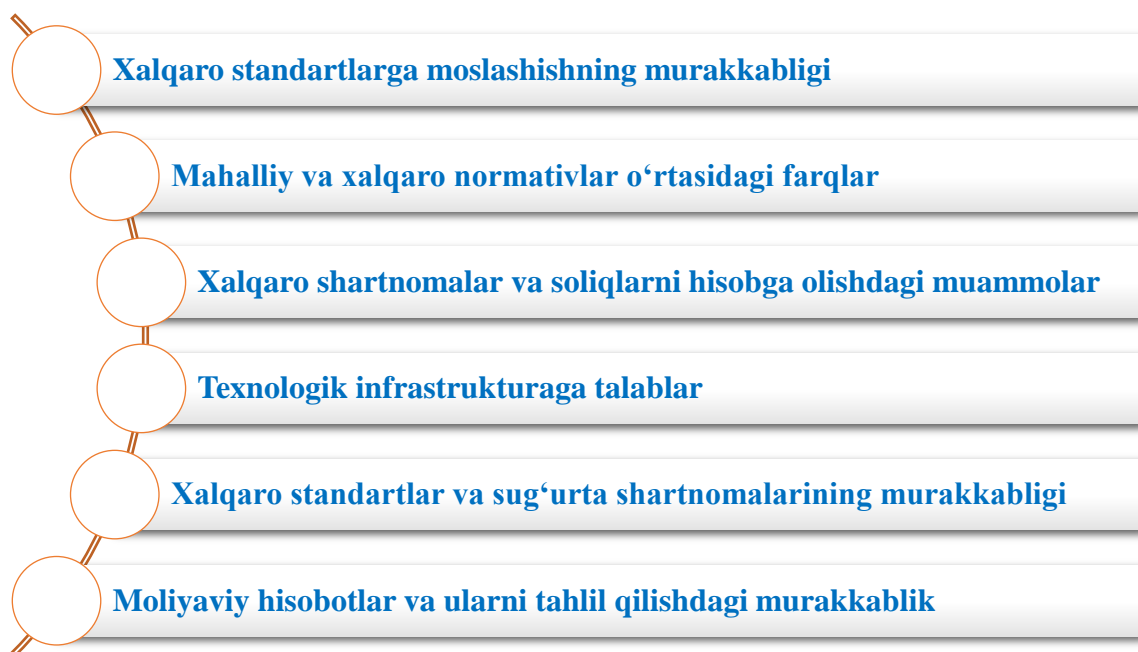 Xalqaro standartlarga moslashishning murakkabligi
Mahalliy va xalqaro normativlar o‘rtasidagi farqlar
Xalqaro shartnomalar va soliqlarni hisobga olishdagi muammolar
Texnologik infrastrukturaga talablar
Xalqaro standartlar va sug‘urta shartnomalarining murakkabligi
Moliyaviy hisobotlar va ularni tahlil qilishdagi murakkablik